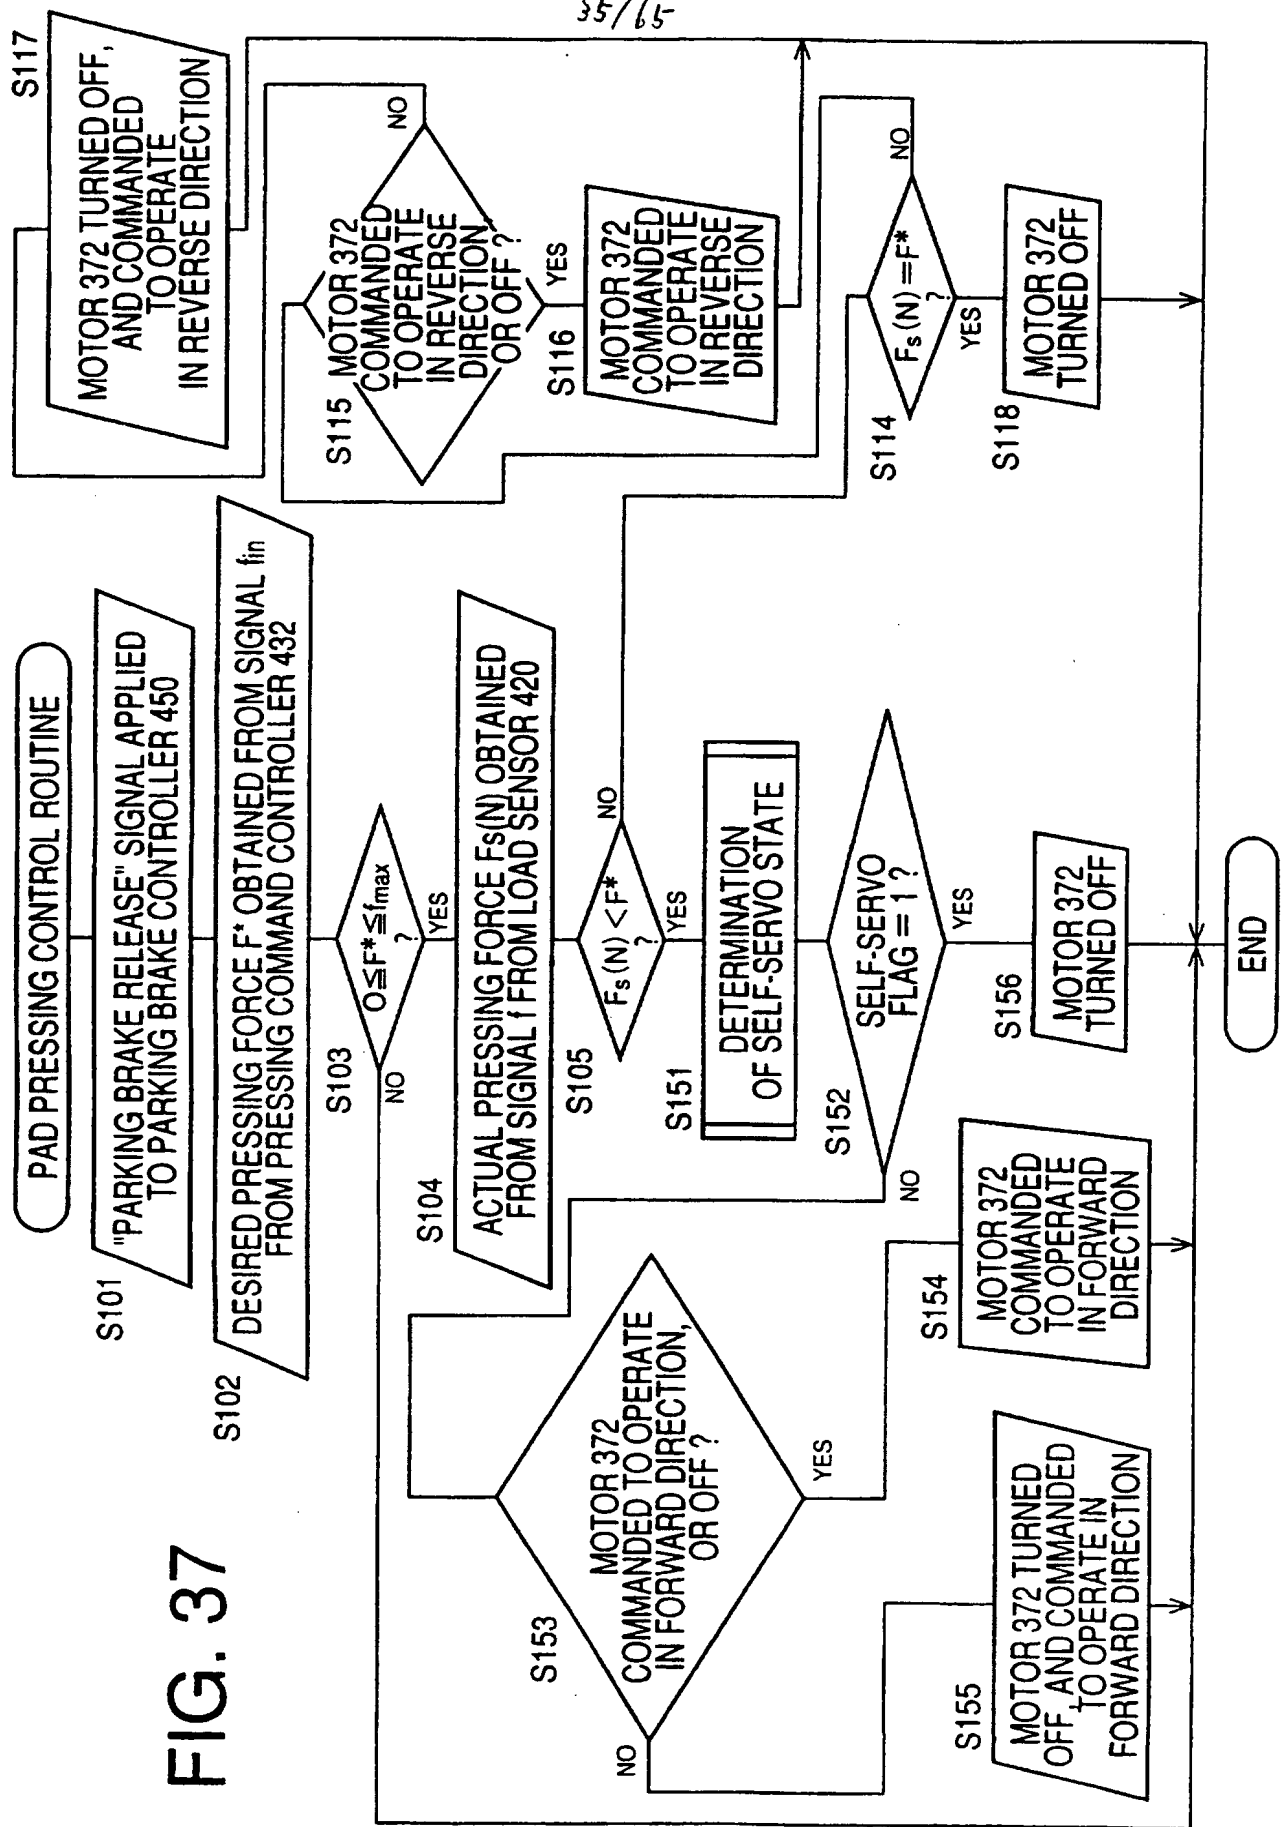 FIG. 37
PAD PRESSING CONTROL ROUTINE
S101
"PARKING BRAKE RELEASE" SIGNAL APPLIED
TO PARKING BRAKE CONTROLLER 450
S102
DESIRED PRESSING FORCE F* OBTAINED FROM SIGNAL fin
FROM PRESSING COMMAND CONTROLLER 432
S103
O≦F*≦fmax
?
NO
YES
S104
ACTUAL PRESSING FORCE Fs(N) OBTAINED
FROM SIGNAL f FROM LOAD SENSOR 420
S105
Fs(N) <F*
?
NO
YES
S151
DETERMINATION
OF SELF-SERVO STATE
S152
SELF-SERVO
FLAG = 1 ?
NO
YES
S153
MOTOR 372
COMMANDED TO OPERATE
IN FORWARD DIRECTION,
OR OFF ?
NO
YES
S154
MOTOR 372
COMMANDED
TO OPERATE
IN FORWARD
DIRECTION
S155
MOTOR 372 TURNED
OFF, AND COMMANDED
TO OPERATE IN
FORWARD DIRECTION
S156
MOTOR 372
TURNED OFF
S114
Fs(N)=F*
?
NO
YES
S118
MOTOR 372
TURNED OFF
S115
MOTOR 372
COMMANDED
TO OPERATE
IN REVERSE
DIRECTION
OR OFF ?
NO
YES
S116
MOTOR 372
COMMANDED
TO OPERATE
IN REVERSE
DIRECTION
S117
MOTOR 372 TURNED OFF,
AND COMMANDED
TO OPERATE
IN REVERSE DIRECTION
END